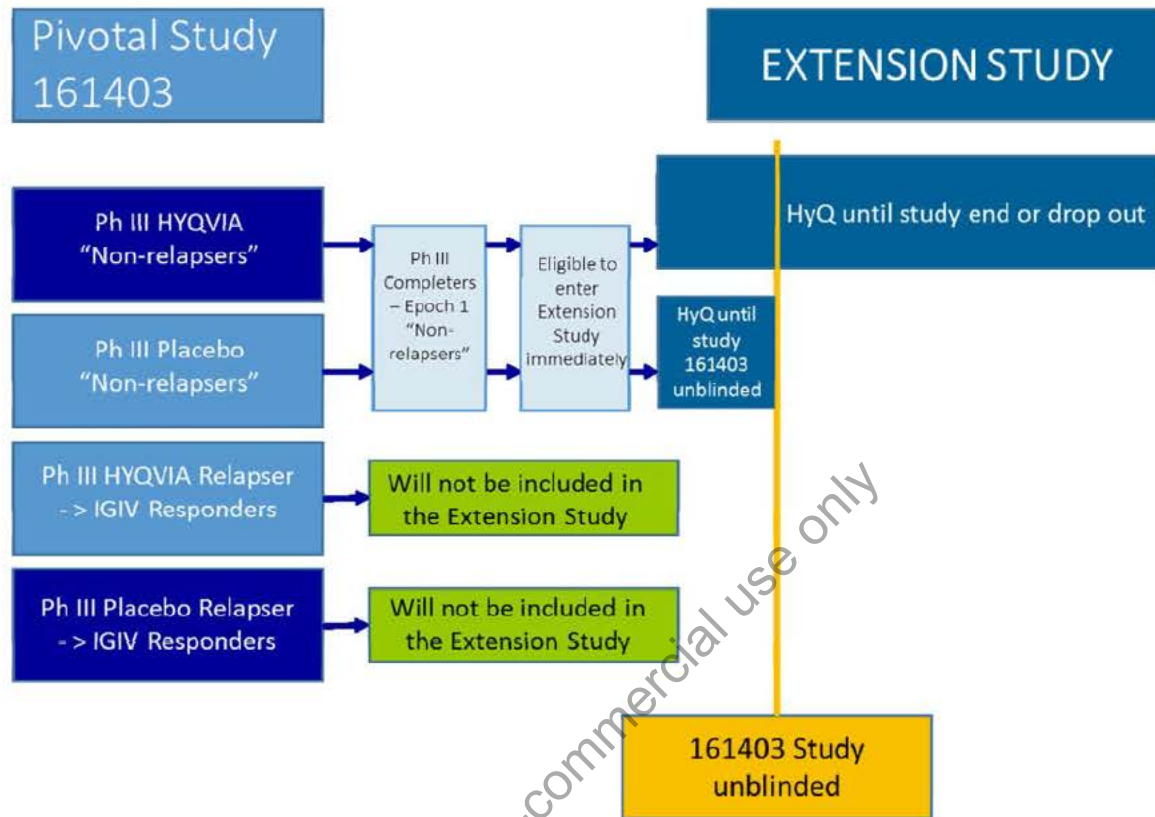 Pivotal Study
161403
EXTENSION STUDY
Ph III HYQVIA
“Non-relapsers”
Ph III Placebo
“Non-relapsers”
Ph III HYQVIA Relapser
- > IGIV Responders
Ph III Placebo Relapser
- > IGIV Responders
Ph III
Completers
– Epoch 1
“Non-
relapsers”
Eligible to
enter
Extension
Study
immediately
HyQ until study end or drop out
HyQ until
study
161403
unblinded
Will not be included in
the Extension Study
Will not be included in
the Extension Study
161403 Study
unblinded
-commercial use only